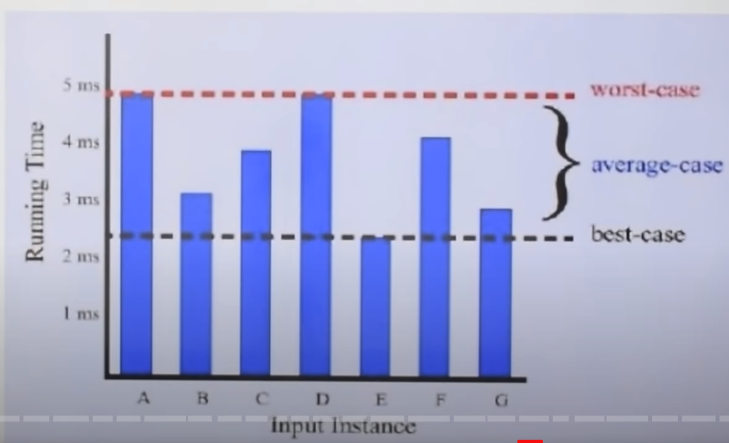 5 ms
worst-case
4 ms
average-case
3 ms
best-case
2 ms
1 ms
Running Time
A B C D E F G
Input Instance